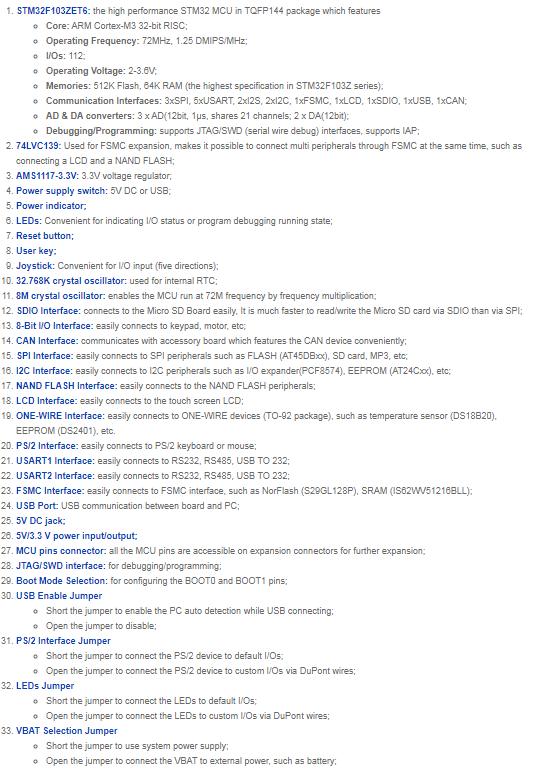 1. STM32F103ZET6: the high performance STM32 MCU in TQFP144 package which features
Core: ARM Cortex-M3 32-bit RISC;
Operating Frequency: 72MHz, 1.25 DMIPS/MHz;
I/Os: 112;
Operating Voltage: 2-3.6V;
Memories: 512K Flash, 64K RAM (the highest specification in STM32F103Z series);
Communication Interfaces: 3xSPI, 5xUSART, 2xI2S, 2xI2C, 1xFSMC, 1xLCD, 1xSDIO, 1xUSB, 1xCAN;
AD & DA converters: 3 x AD(12bit, 1μs, shares 21 channels; 2 x DA(12bit);
Debugging/Programming: supports JTAG/SWD (serial wire debug) interfaces, supports IAP;
2. 74LVC139: Used for FSMC expansion, makes it possible to connect multi peripherals through FSMC at the same time, such as
connecting a LCD and a NAND FLASH;
3. AMS1117-3.3V: 3.3V voltage regulator;
4. Power supply switch: 5V DC or USB;
5. Power indicator;
6. LEDs: Convenient for indicating I/O status or program debugging running state;
7. Reset button;
8. User key;
9. Joystick: Convenient for I/O input (five directions);
10. 32.768K crystal oscillator: used for internal RTC;
11. 8M crystal oscillator: enables the MCU run at 72M frequency by frequency multiplication;
12. SDIO Interface: connects to the Micro SD Board easily, It is much faster to read/write the Micro SD card via SDIO than via SPI;
13. 8-Bit I/O Interface: easily connects to keypad, motor, etc;
14. CAN Interface: communicates with accessory board which features the CAN device conveniently;
15. SPI Interface: easily connects to SPI peripherals such as FLASH (AT45DBxx), SD card, MP3, etc;
16. I2C Interface: easily connects to I2C peripherals such as I/O expander(PCF8574), EEPROM (AT24Cxx), etc;
17. NAND FLASH Interface: easily connects to the NAND FLASH peripherals;
18. LCD Interface: easily connects to the touch screen LCD;
19. ONE-WIRE Interface: easily connects to ONE-WIRE devices (TO-92 package), such as temperature sensor (DS18B20),
EEPROM (DS2401), etc.
20. PS/2 Interface: easily connects to PS/2 keyboard or mouse;
21. USART1 Interface: easily connects to RS232, RS485, USB TO 232;
22. USART2 Interface: easily connects to RS232, RS485, USB TO 232;
23. FSMC Interface: easily connects to FSMC interface, such as NorFlash (S29GL128P), SRAM (IS62WV51216BLL);
24. USB Port: USB communication between board and PC;
25. 5V DC jack;
26. 5V/3.3 V power input/output;
27. MCU pins connector: all the MCU pins are accessible on expansion connectors for further expansion;
28. JTAG/SWD interface: for debugging/programming;
29. Boot Mode Selection: for configuring the BOOT0 and BOOT1 pins;
30. USB Enable Jumper
Short the jumper to enable the PC auto detection while USB connecting;
Open the jumper to disable;
31. PS/2 Interface Jumper
Short the jumper to connect the PS/2 device to default I/Os;
Open the jumper to connect the PS/2 device to custom I/Os via DuPont wires;
32. LEDs Jumper
Short the jumper to connect the LEDs to default I/Os;
Open the jumper to connect the LEDs to custom I/Os via DuPont wires;
33. VBAT Selection Jumper
Short the jumper to use system power supply;
Open the jumper to connect the VBAT to external power, such as battery;